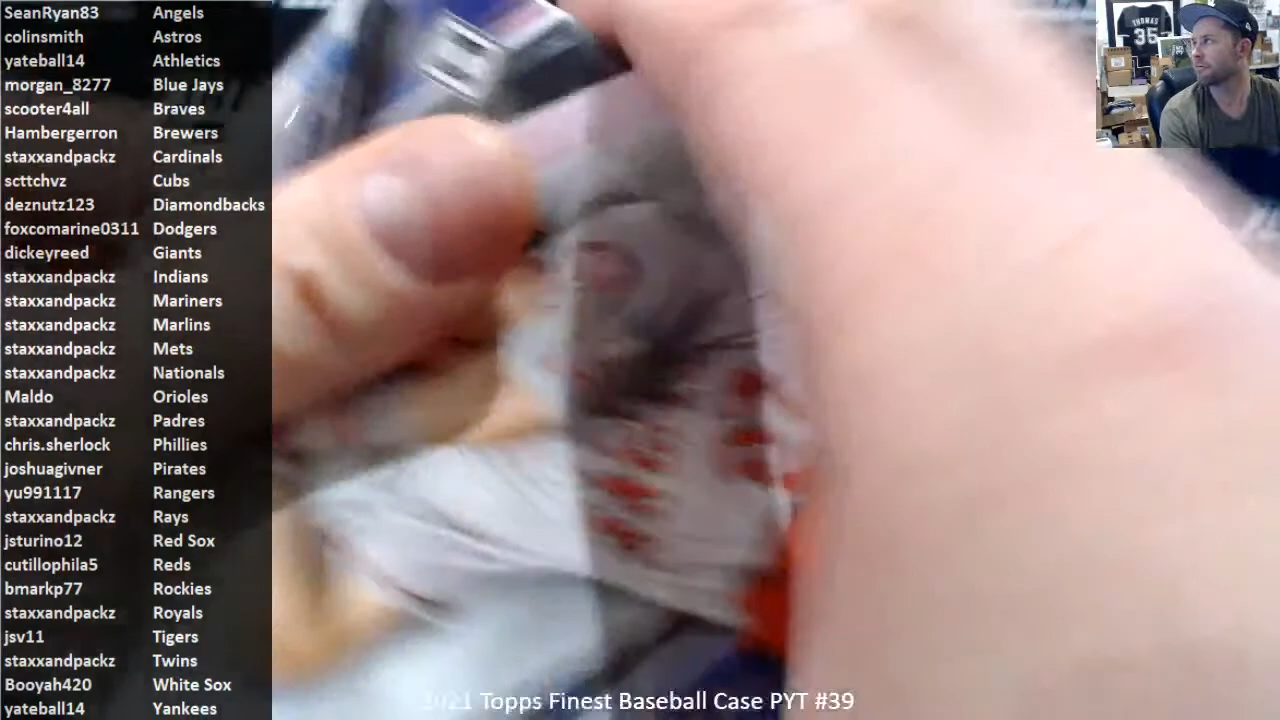 SeanRyan83 Angels
colinsmith Astros
yateball14 Athletics
morgan_8277 Blue Jays
scooter4all Braves
Hambergerron Brewers
staxxandpackz Cardinals
scttchvz Cubs
deznutz123 Diamondbacks
foxcomarine0311 Dodgers
dickeyreed Giants
staxxandpackz Indians
staxxandpackz Mariners
staxxandpackz Marlins
staxxandpackz Mets
staxxandpackz Nationals
Maldo Orioles
staxxandpackz Padres
chris.sherlock Phillies
joshuagivner Pirates
yu991117 Rangers
staxxandpackz Rays
jsturino12 Red Sox
cutillophila5 Reds
bmarkp77 Rockies
staxxandpackz Royals
jsv11 Tigers
staxxandpackz Twins
Booyah420 White Sox
yateball14 Yankees
THOMAS
35
2021 Topps Finest Baseball Case PYT #39